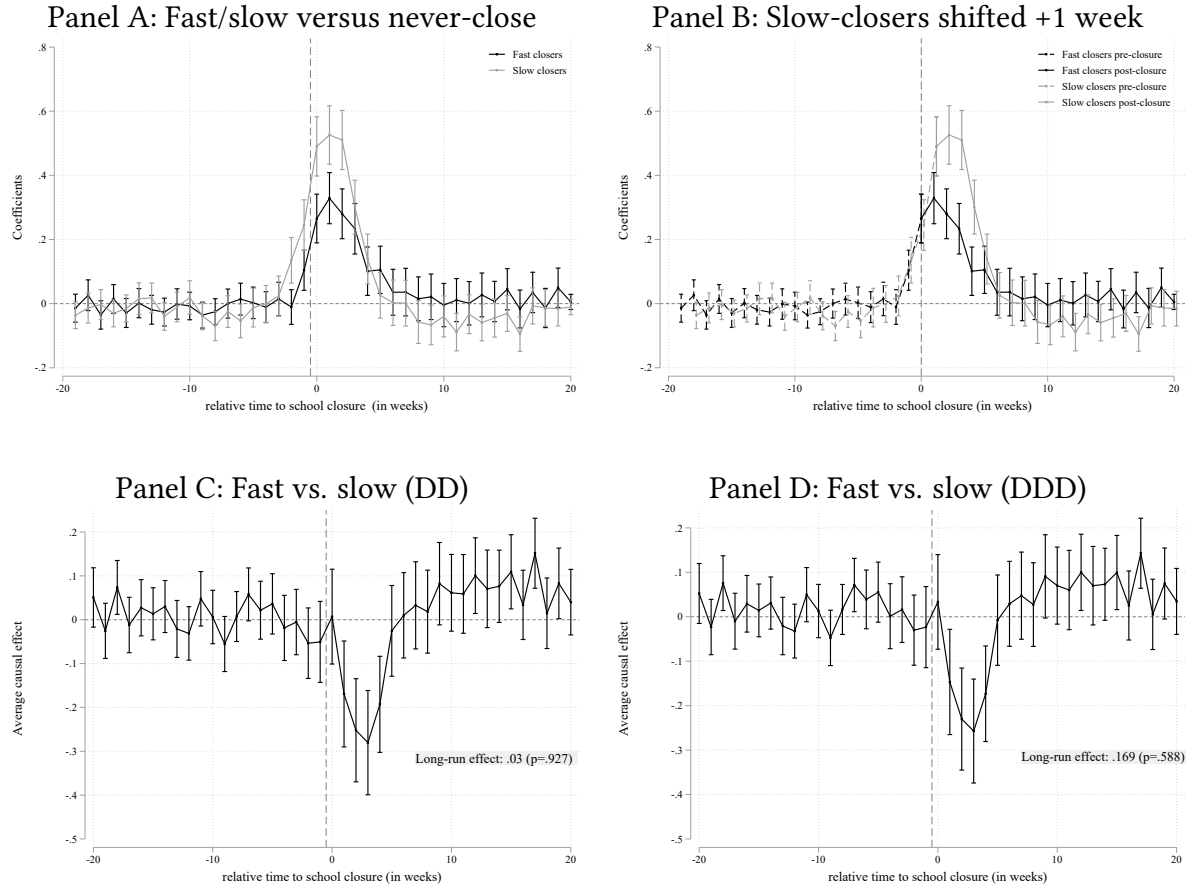 Panel A: Fast/slow versus never-close
.8
.6
.4
.2
0
-.2
Coefficients
-20
-10
0
10
20
relative time to school closure (in weeks)
Fast closers
Slow closers
Panel B: Slow-closers shifted +1 week
.8
.6
.4
.2
0
-.2
Coefficients
-20
-10
0
10
20
relative time to school closure (in weeks)
Fast closers pre-closure
Fast closers post-closure
Slow closers pre-closure
Slow closers post-closure
Panel C: Fast vs. slow (DD)
.2
.1
0
-.1
-.2
-.3
-.4
-.5
Average causal effect
Long-run effect: .03 (p=.927)
-20
-10
0
10
20
relative time to school closure (in weeks)
Panel D: Fast vs. slow (DDD)
.2
.1
0
-.1
-.2
-.3
-.4
-.5
Average causal effect
Long-run effect: .169 (p=.588)
-20
-10
0
10
20
relative time to school closure (in weeks)